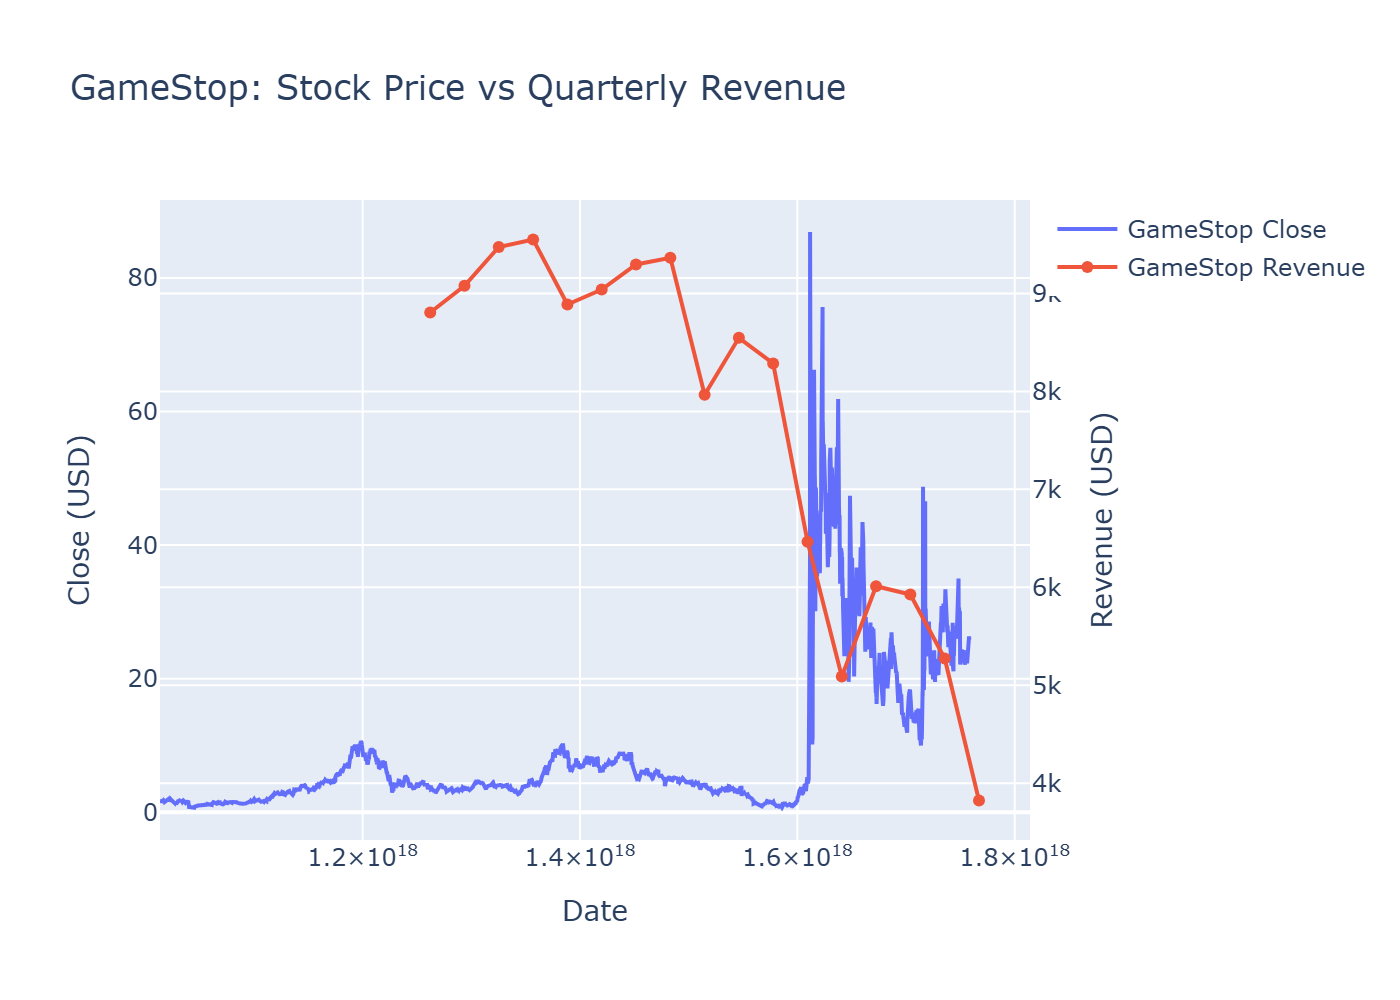 GameStop: Stock Price vs Quarterly Revenue
GameStop Close
GameStop Revenue
80
60
40
20
0
Close (USD)
9k
8k
7k
6k
5k
4k
Revenue (USD)
1.2×10¹⁸
1.4×10¹⁸
1.6×10¹⁸
1.8×10¹⁸
Date